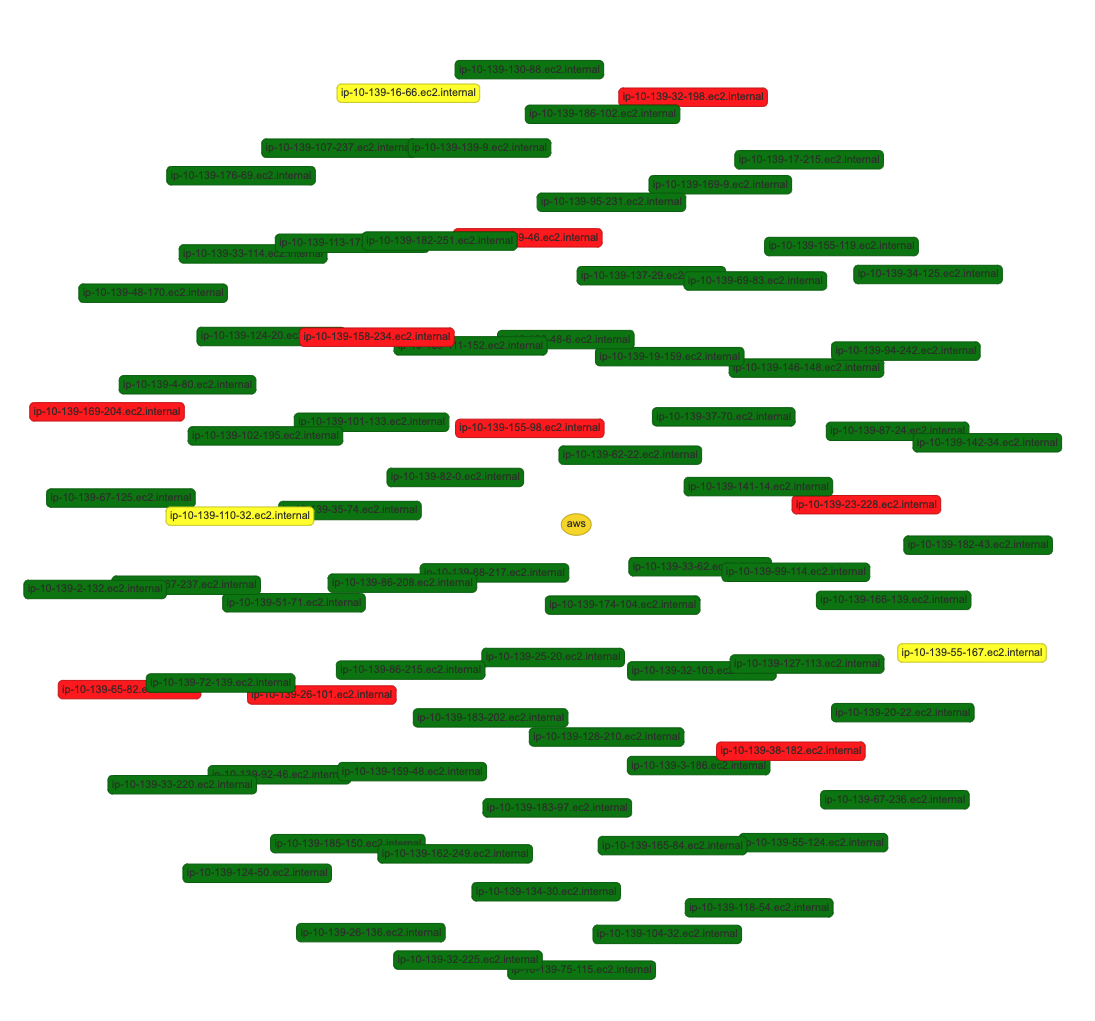 ip-10-139-130-88.ec2.internal
ip-10-139-16-66.ec2.internal
ip-10-139-32-198.ec2.internal
ip-10-139-186-102.ec2.internal
ip-10-139-107-237.ec2.interna
ip-10-139-139-9.ec2.internal
ip-10-139-17-215.ec2.internal
ip-10-139-176-69.ec2.internal
ip-10-139-169-9.ec2.internal
ip-10-139-95-231.ec2.internal
9-46.ec2.internal
ip-10-139-113-17
ip-10-139-182-251.ec2.internal
ip-10-139-155-119.ec2.internal
ip-10-139-33-114.ec2.internal
ip-10-139-137-29.ec2
ip-10-139-34-125.ec2.internal
ip-10-139-69-83.ec2.internal
ip-10-139-48-170.ec2.internal
ip-10-139-124-20.ec2
ip-10-139-158-234.ec2.internal
-48-6.ec2.internal
11-152.ec2.internal
ip-10-139-94-242.ec2.internal
ip-10-139-19-159.ec2.internal
ip-10-139-146-148.ec2.internal
ip-10-139-4-80.ec2.internal
ip-10-139-169-204.ec2.internal
ip-10-139-37-70.ec2.internal
ip-10-139-101-133.ec2.internal
ip-10-139-155-98.ec2.internal
ip-10-139-87-24.ec2.internal
ip-10-139-102-195.ec2.internal
ip-10-139-142-34.ec2.internal
ip-10-139-62-22.ec2.internal
ip-10-139-82-0.ec2.internal
ip-10-139-141-14.ec2.internal
ip-10-139-67-125.ec2.internal
ip-10-139-23-228.ec2.internal
139-35-74.ec2.internal
ip-10-139-110-32.ec2.internal
aws
ip-10-139-182-43.ec2.internal
ip-10-139-33-62.ec2
ip-10-139-68-217.ec2.internal
ip-10-139-99-114.ec2.internal
ip-10-139-86-208.ec2.internal
67-237.ec2.internal
ip-10-139-2-132.ec2.internal
ip-10-139-166-139.ec2.internal
ip-10-139-51-71.ec2.internal
ip-10-139-174-104.ec2.internal
ip-10-139-55-167.ec2.internal
ip-10-139-25-20.ec2.internal
ip-10-139-127-113.ec2.internal
ip-10-139-86-215.ec2.internal
ip-10-139-32-103.ec2.internal
ip-10-139-72-139.ec2.internal
ip-10-139-65-82.e
ip-10-139-26-101.ec2.internal
ip-10-139-20-22.ec2.internal
ip-10-139-183-202.ec2.internal
ip-10-139-128-210.ec2.internal
ip-10-139-38-182.ec2.internal
ip-10-139-3-186.ec2.internal
ip-10-139-159-48.ec2.internal
ip-10-139-92-46.ec2.intern
ip-10-139-33-220.ec2.internal
ip-10-139-67-236.ec2.internal
ip-10-139-183-97.ec2.internal
ip-10-139-55-124.ec2.internal
ip-10-139-185-150.ec2.internal
ip-10-139-165-84.ec2.internal
ip-10-139-162-249.ec2.internal
ip-10-139-124-50.ec2.internal
ip-10-139-134-30.ec2.internal
ip-10-139-118-54.ec2.internal
ip-10-139-26-136.ec2.internal
ip-10-139-104-32.ec2.internal
ip-10-139-32-225.ec2.internal
ip-10-139-75-115.ec2.internal